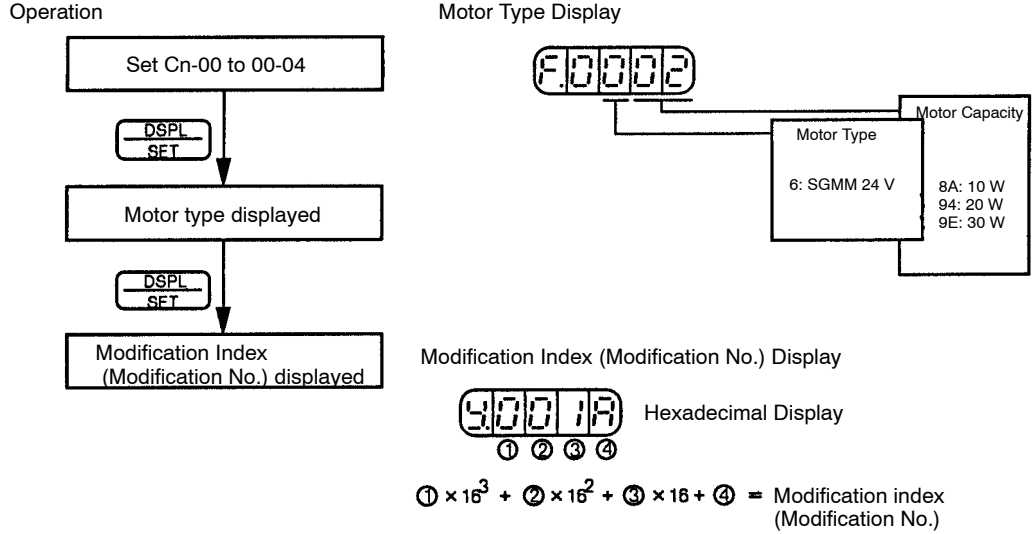 Operation
Set Cn-00 to 00-04
DSPL
SET
Motor type displayed
DSPL
SET
Modification Index
(Modification No.) displayed
Motor Type Display
F.0002
Motor Type
6: SGMM 24 V
Motor Capacity
8A: 10 W
94: 20 W
9E: 30 W
Modification Index (Modification No.) Display
y.001A Hexadecimal Display
① ② ③ ④
① × 16³ + ② × 16² + ③ × 16 + ④ = Modification index
(Modification No.)